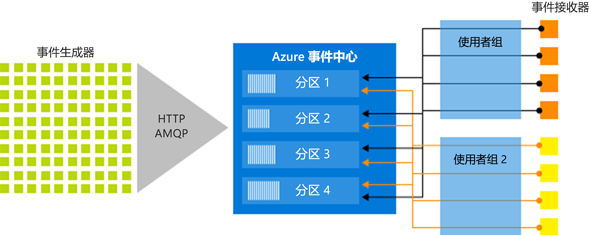 事件生成器
HTTP
AMQP
Azure 事件中心
分区 1
分区 2
分区 3
分区 4
使用者组
使用者组 2
事件接收器